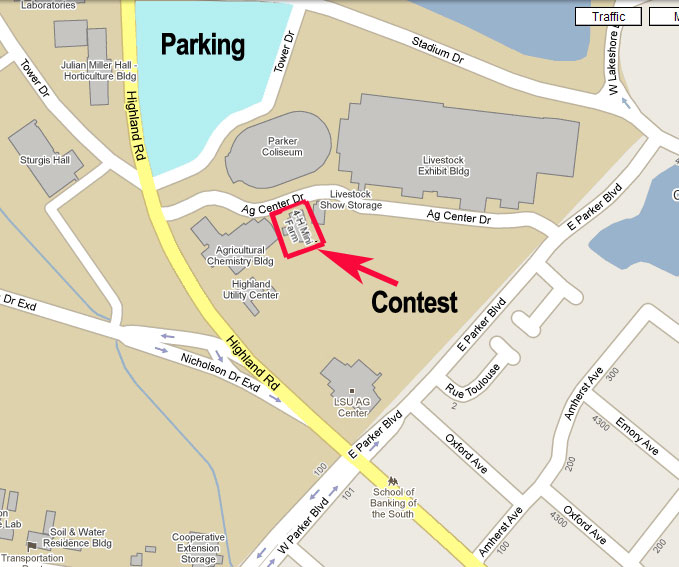 Laboratories
Traffic
M
Parking
Tower Dr
Stadium Dr
W Lakeshore
Julian Miller Hall -
Horticulture Bldg
Tower Dr
Highland Rd
Parker
Coliseum
Sturgis Hall
Livestock
Exhibit Bldg
Ag Center Dr
Livestock
Show Storage
E Parker Blvd
4-H Mini
Farm
Ag Center Dr
Agricultural
Chemistry Bldg
Highland
Utility Center
Contest
Dr Exd
E Parker Blvd
Highland Rd
Nicholson Dr Exd
Rue Toulouse
2
Amherst Ave
300
LSU AG
Center
E Parker Blvd
Emory Ave
4300
Oxford Ave
100
101
200
School of
Banking of
the South
W Parker Blvd
4300
Oxford Ave
Amherst Ave
100
200
Soil & Water
Residence Bldg
Lab
Transportation
Cooperative
Extension
Storage